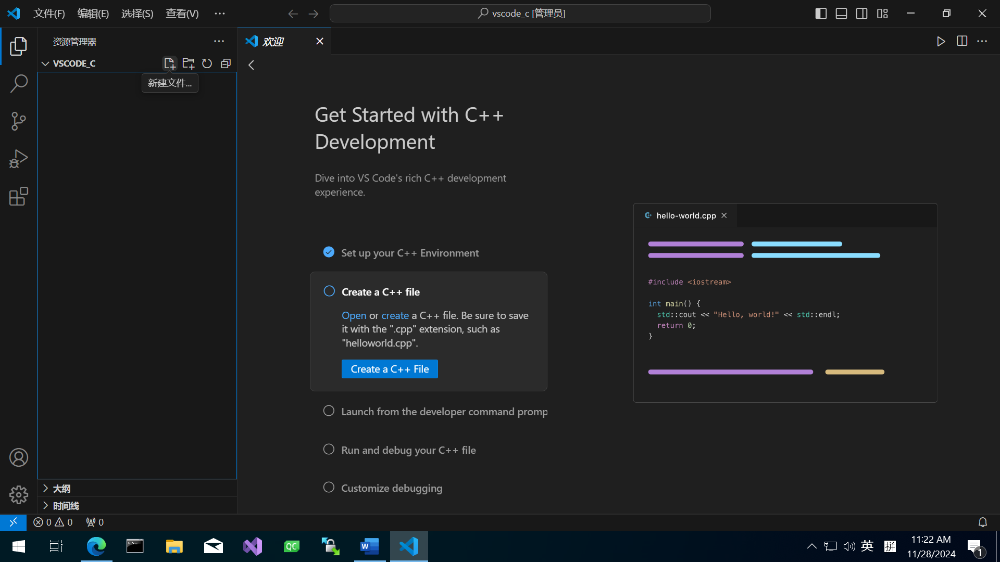 文件(F) 编辑(E) 选择(S) 查看(V) ··· vscode_c [管理员]
资源管理器 ··· 欢迎 ···
VSCODE_C
新建文件...
Get Started with C++
Development
Dive into VS Code's rich C++ development
experience.
Set up your C++ Environment
Create a C++ file
Open or create a C++ file. Be sure to save
it with the ".cpp" extension, such as
"helloworld.cpp".
Create a C++ File
Launch from the developer command promp
Run and debug your C++ file
Customize debugging
hello-world.cpp
#include <iostream>
int main() {
std::cout << "Hello, world!" << std::endl;
return 0;
}
大纲
时间线
0 0 0
C:\_
QC
W
英 拼 11:22 AM
11/28/2024
1